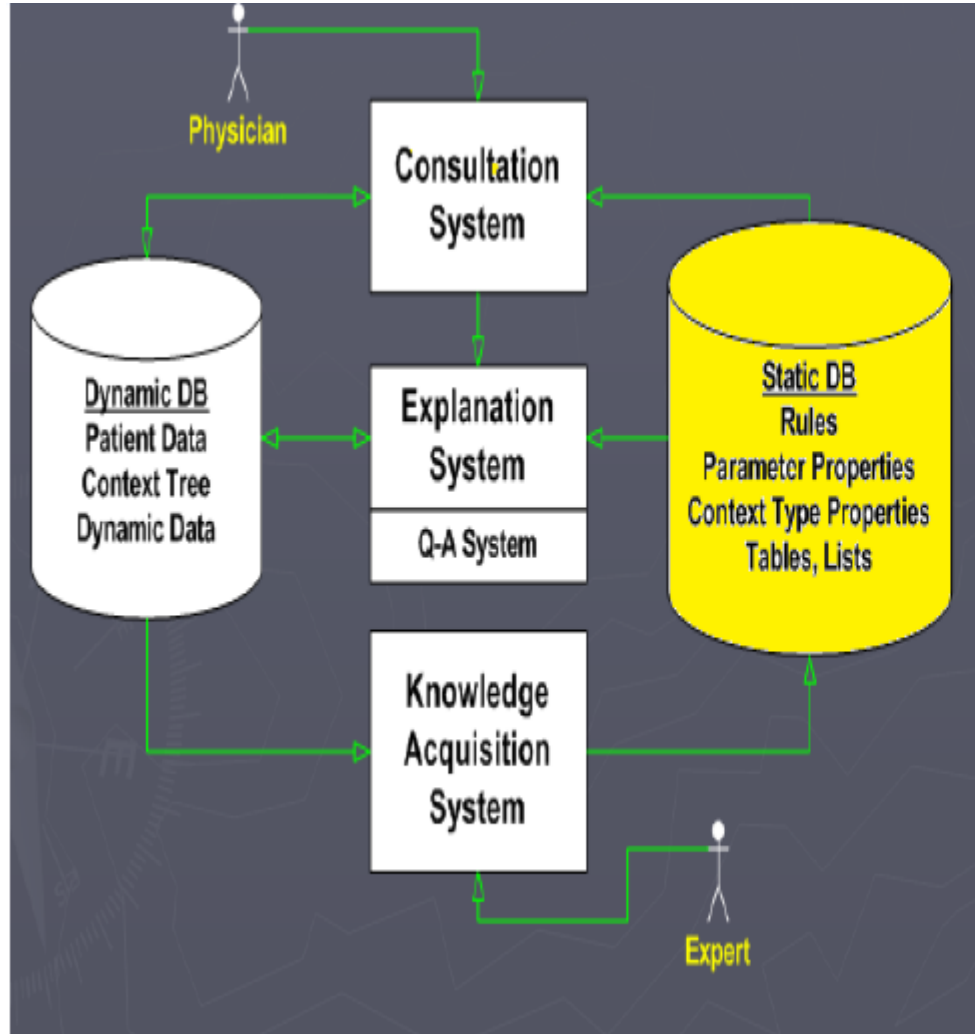 Physician
Consultation
System
Dynamic DB
Patient Data
Context Tree
Dynamic Data
Explanation
System
Q-A System
Static DB
Rules
Parameter Properties
Context Type Properties
Tables, Lists
Knowledge
Acquisition
System
Expert